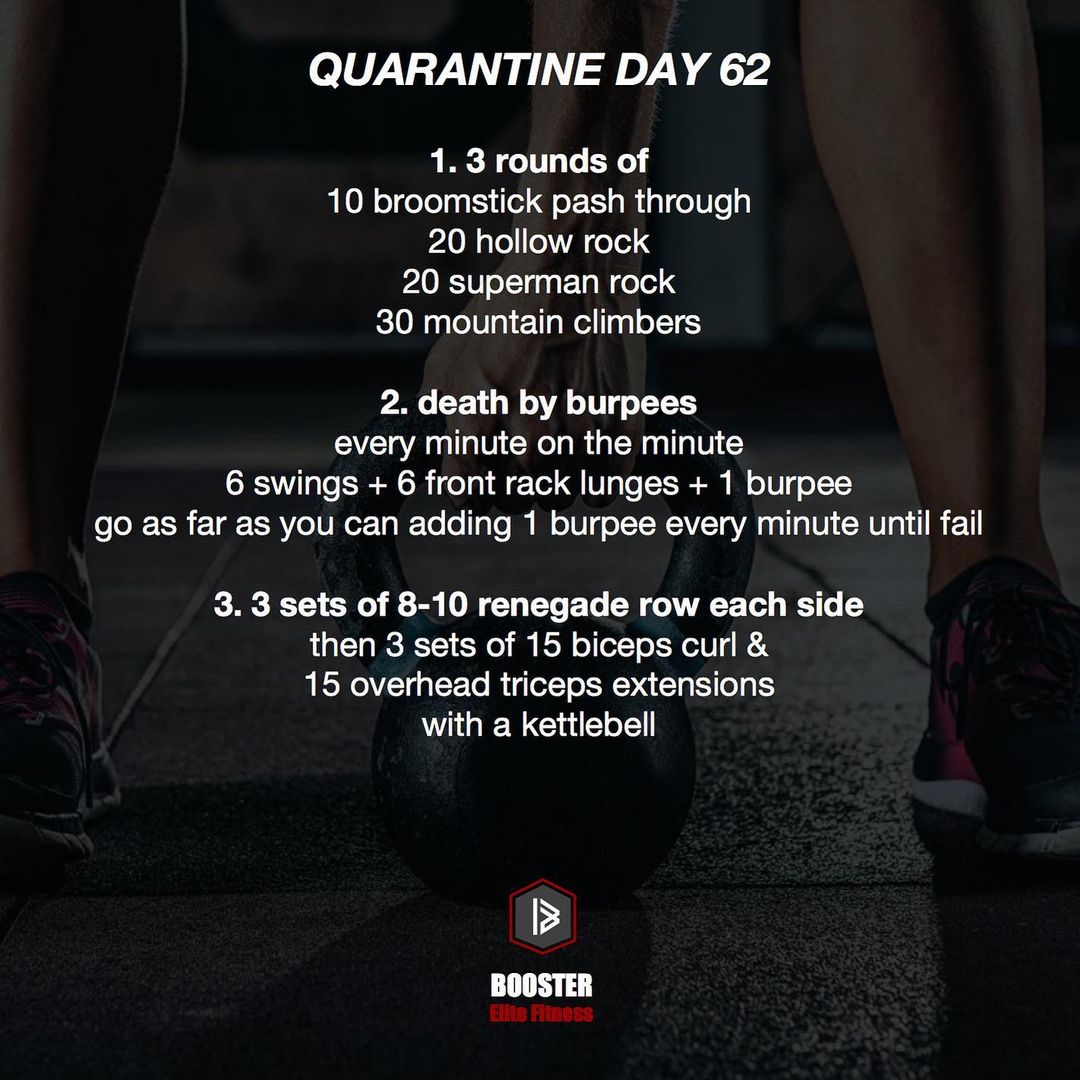 QUARANTINE DAY 62
1. 3 rounds of
10 broomstick pash through
20 hollow rock
20 superman rock
30 mountain climbers
2. death by burpees
every minute on the minute
6 swings + 6 front rack lunges + 1 burpee
go as far as you can adding 1 burpee every minute until fail
3. 3 sets of 8-10 renegade row each side
then 3 sets of 15 biceps curl &
15 overhead triceps extensions
with a kettlebell
BOOSTER
Elite Fitness